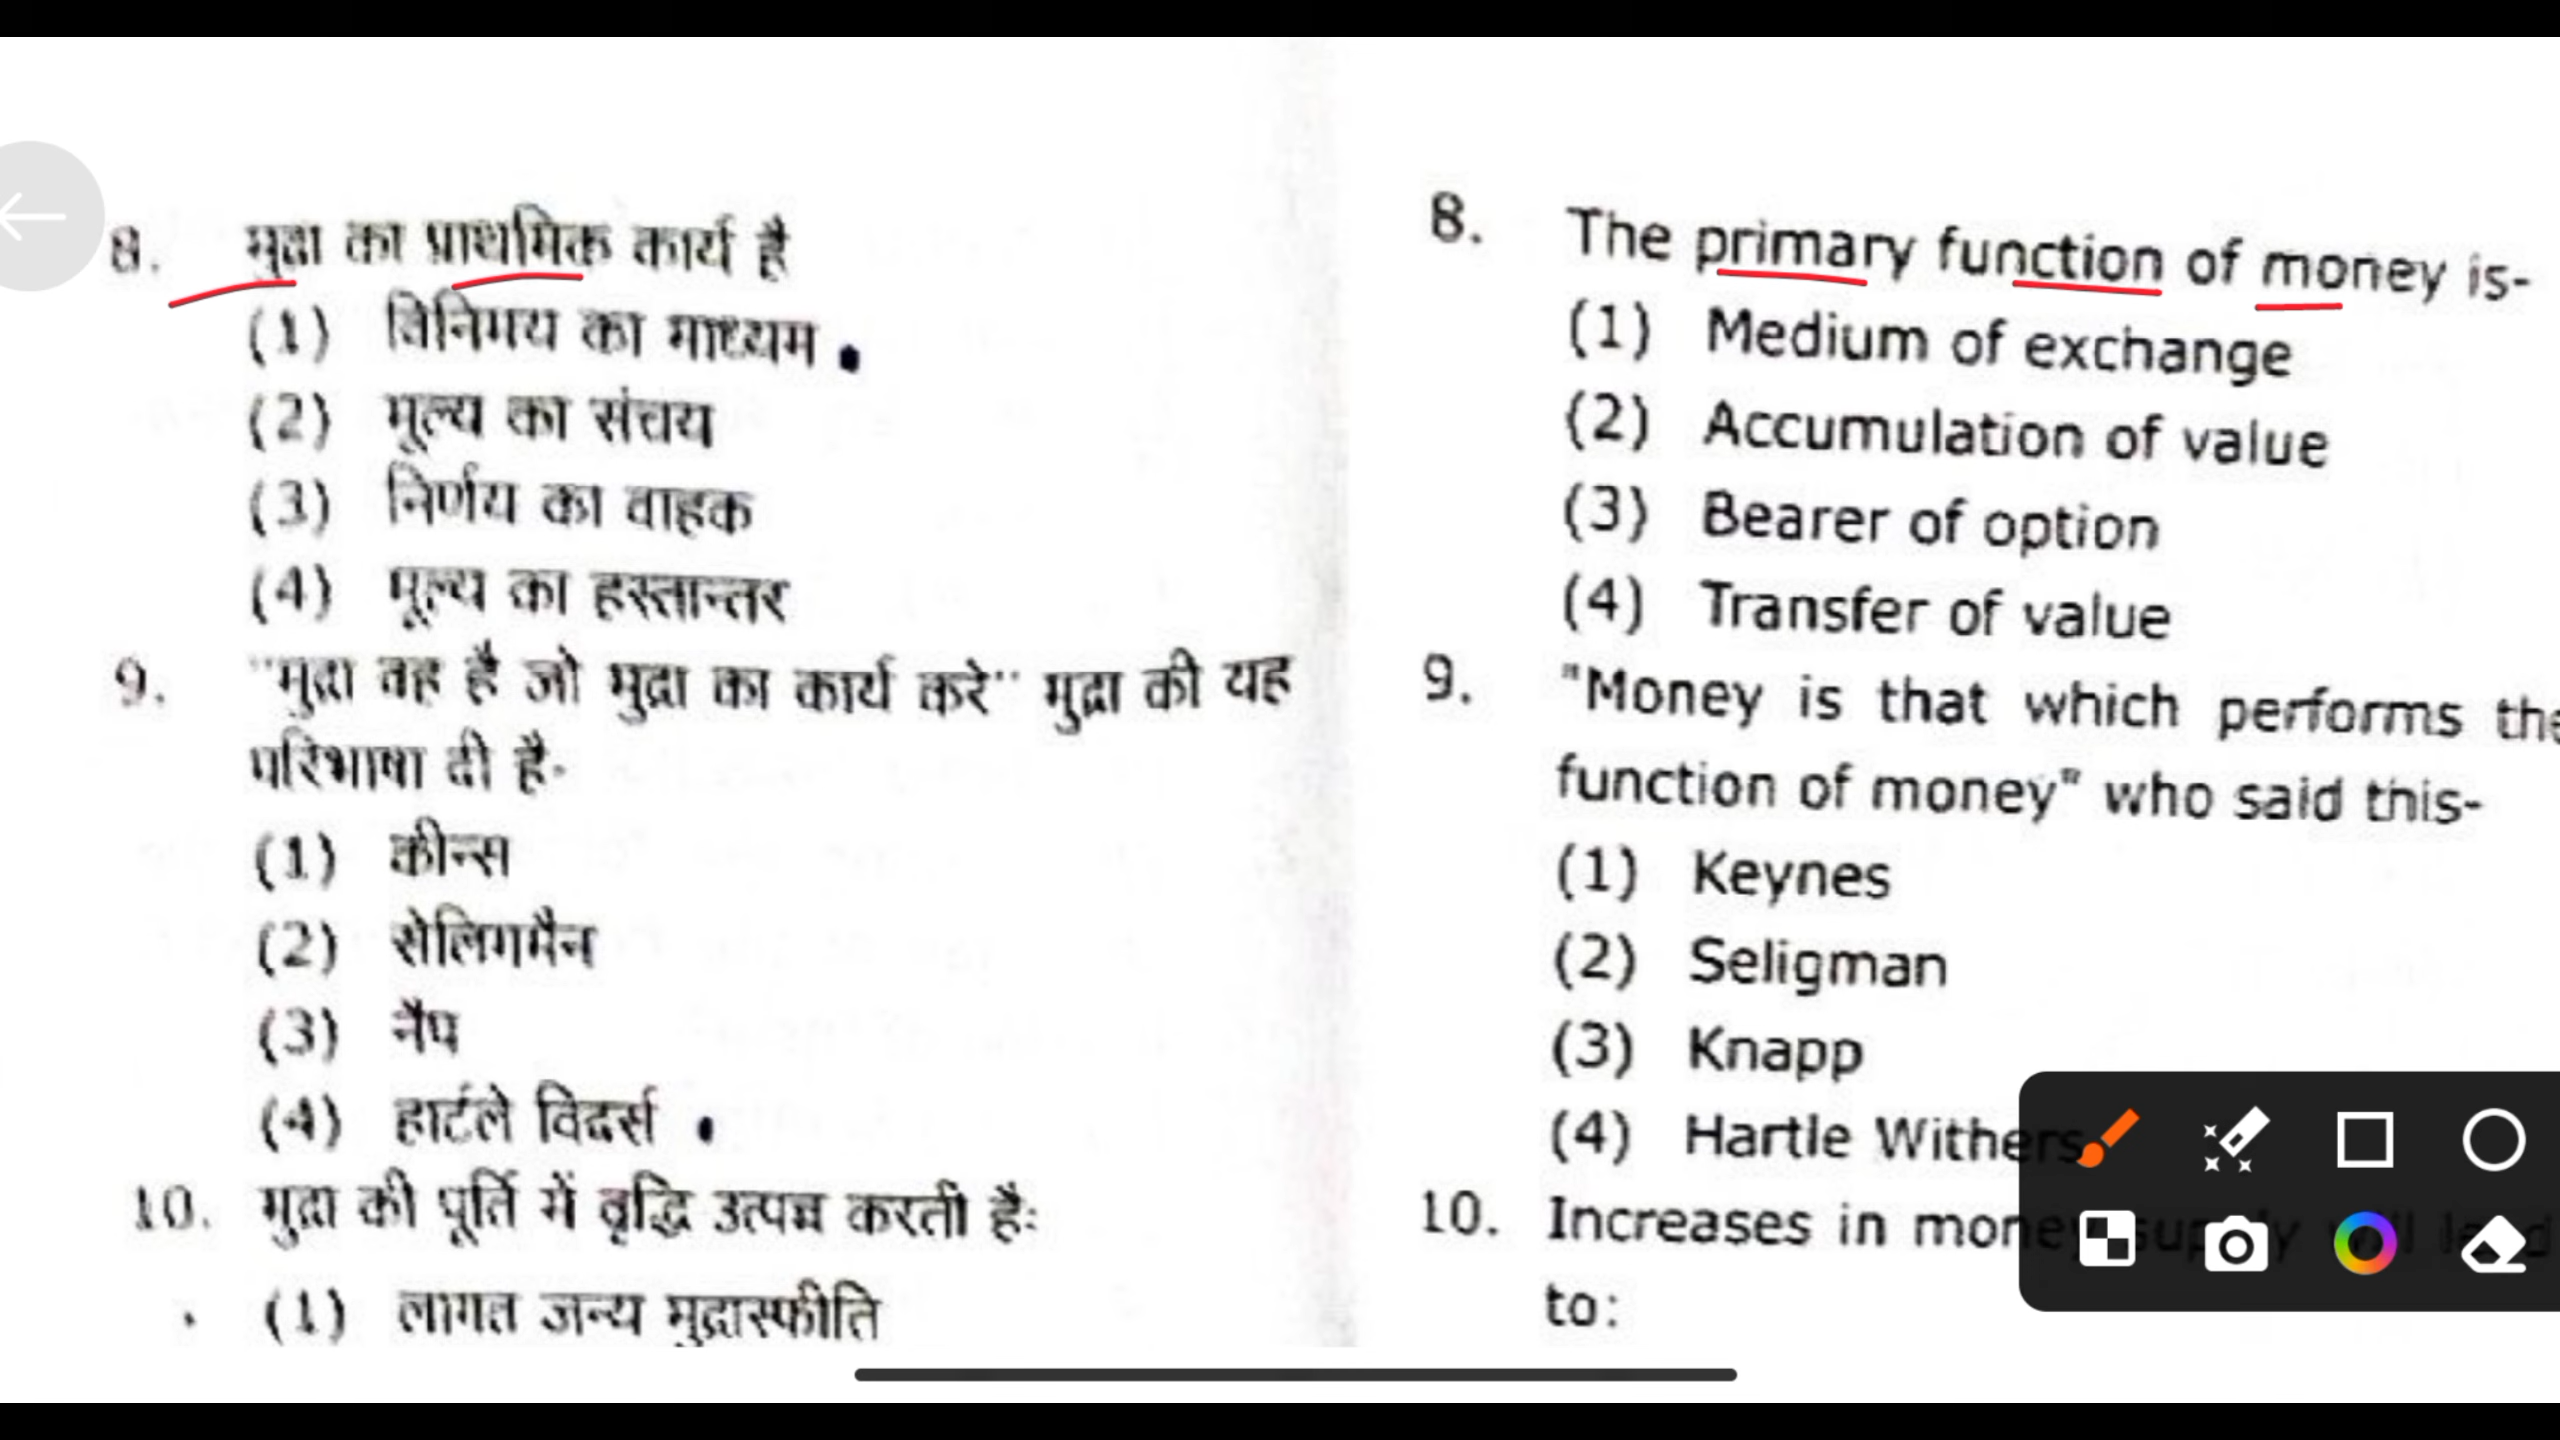 8. मुद्रा का प्राथमिक कार्य है
(1) विनिमय का माध्यम
(2) मूल्य का संचय
(3) निर्णय का वाहक
(4) मूल्य का हस्तान्तर
9. "मुद्रा वह है जो मुद्रा का कार्य करे" मुद्रा की यह
परिभाषा दी है-
(1) कीन्स
(2) सेलिगमैन
(3) नैप
(4) हार्टले विदर्स
10. मुद्रा की पूर्ति में वृद्धि उत्पन्न करती है:
(1) लागत जन्य मुद्रास्फीति
8. The primary function of money is-
(1) Medium of exchange
(2) Accumulation of value
(3) Bearer of option
(4) Transfer of value
9. "Money is that which performs the
function of money" who said this-
(1) Keynes
(2) Seligman
(3) Knapp
(4) Hartle Withers
10. Increases in money supply will lead
to: